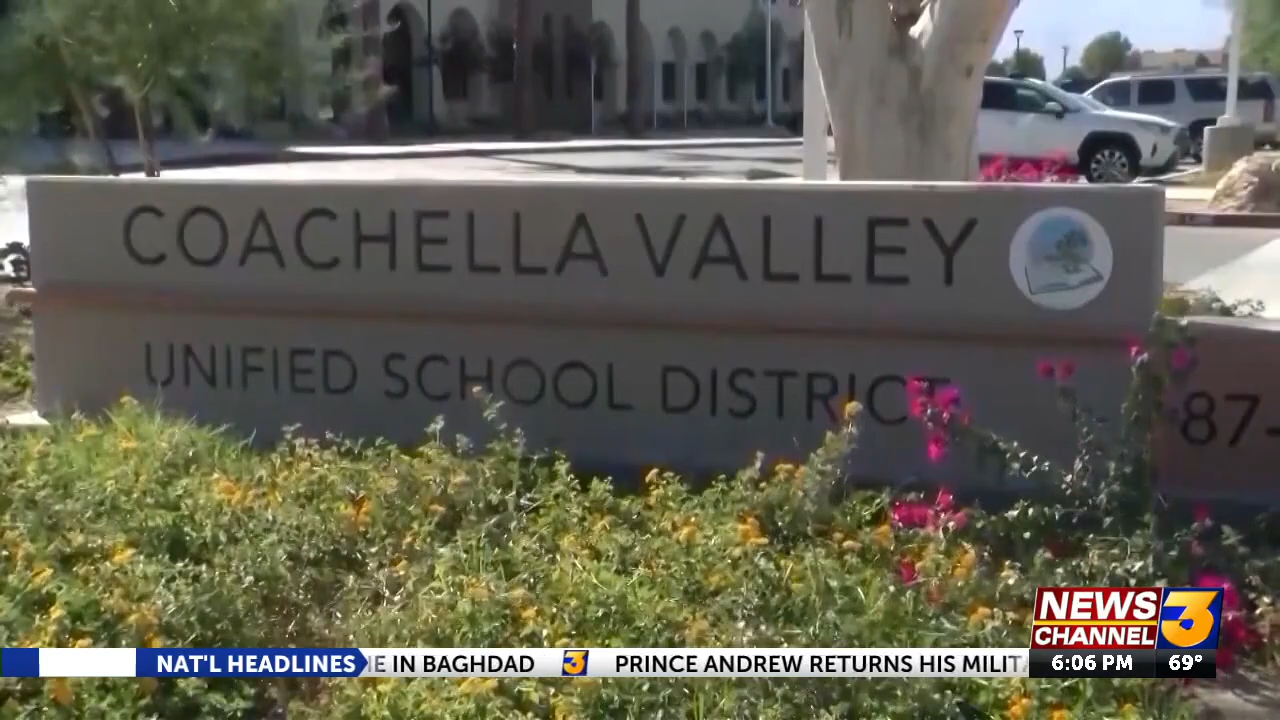 COACHELLA VALLEY
UNIFIED SCHOOL DISTRICT
87-
NEWS
CHANNEL 3
NAT'L HEADLINES
IN BAGHDAD 3 PRINCE ANDREW RETURNS HIS
6:06 PM 69°